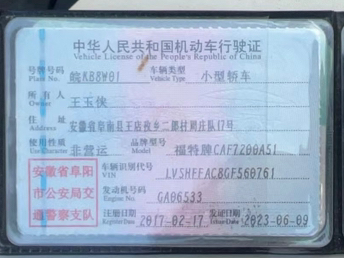 中华人民共和国机动车行驶证
Vehicle License of the People's Republic of China
号牌号码 皖KB8W01 车辆类型 小型轿车
Plate No. Vehicle Type
所有人 王玉侠
Owner
住址 安徽省阜南县王店孜乡二郎村周庄队17号
Address
使用性质 非营运 品牌型号 福特牌CAF7200A51
Use Character Model
安徽省阜阳市公安局交通警察支队
车辆识别代号 LVSHFFAC8GF560761
VIN
发动机号码 GA06533
Engine No.
注册日期 2017-02-17 发证日期 2023-06-09
Register Date Issue Date